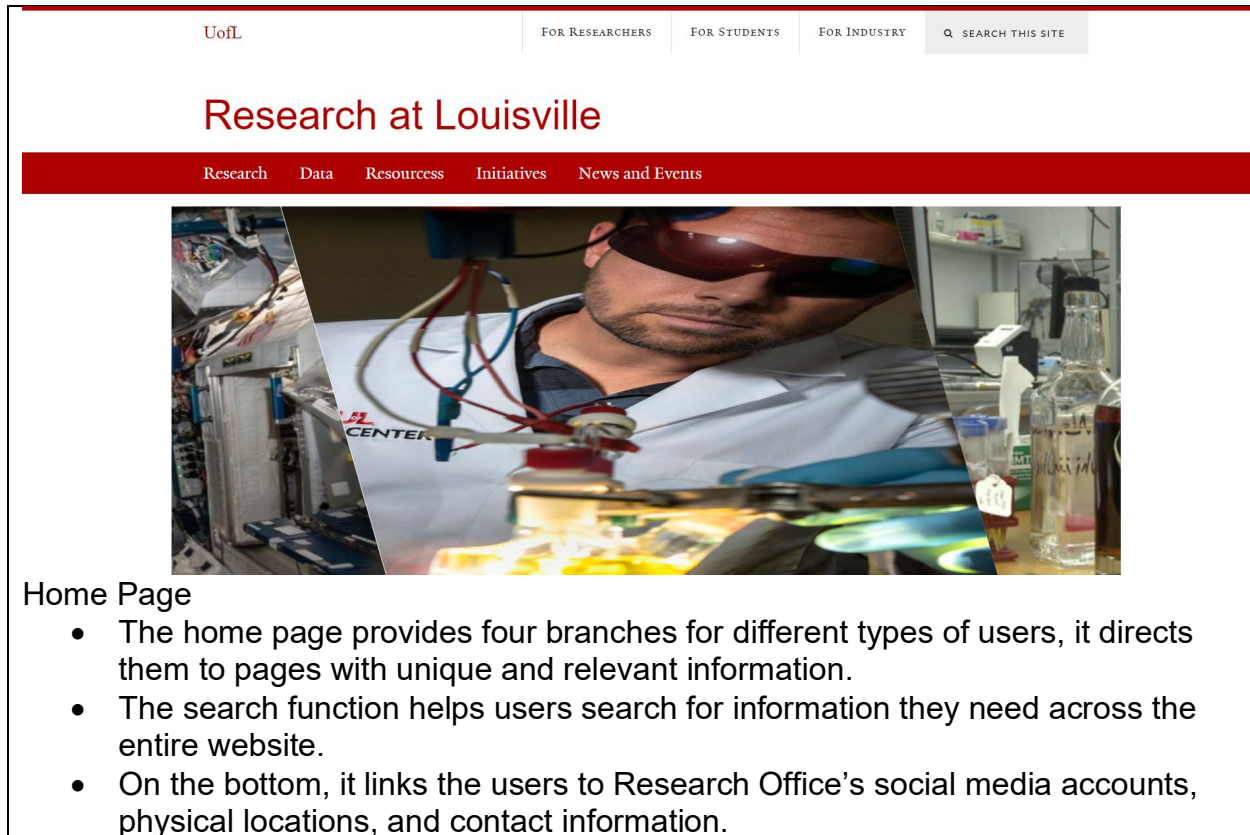 UofL For Researchers For Students For Industry SEARCH THIS SITE
Research at Louisville
Research Data Resourcess Initiatives News and Events
UL
CENTER
Home Page
• The home page provides four branches for different types of users, it directs
them to pages with unique and relevant information.
• The search function helps users search for information they need across the
entire website.
• On the bottom, it links the users to Research Office’s social media accounts,
physical locations, and contact information.